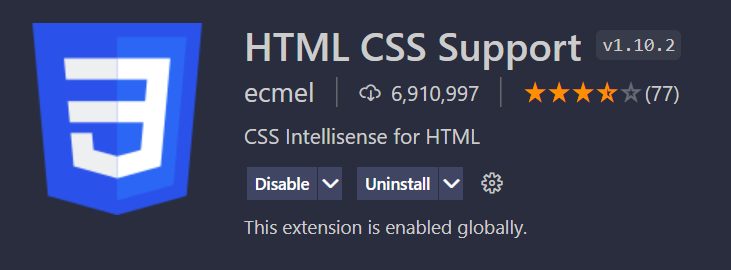 HTML CSS Support v1.10.2
ecmel 6,910,997 (77)
CSS Intellisense for HTML
Disable Uninstall
This extension is enabled globally.